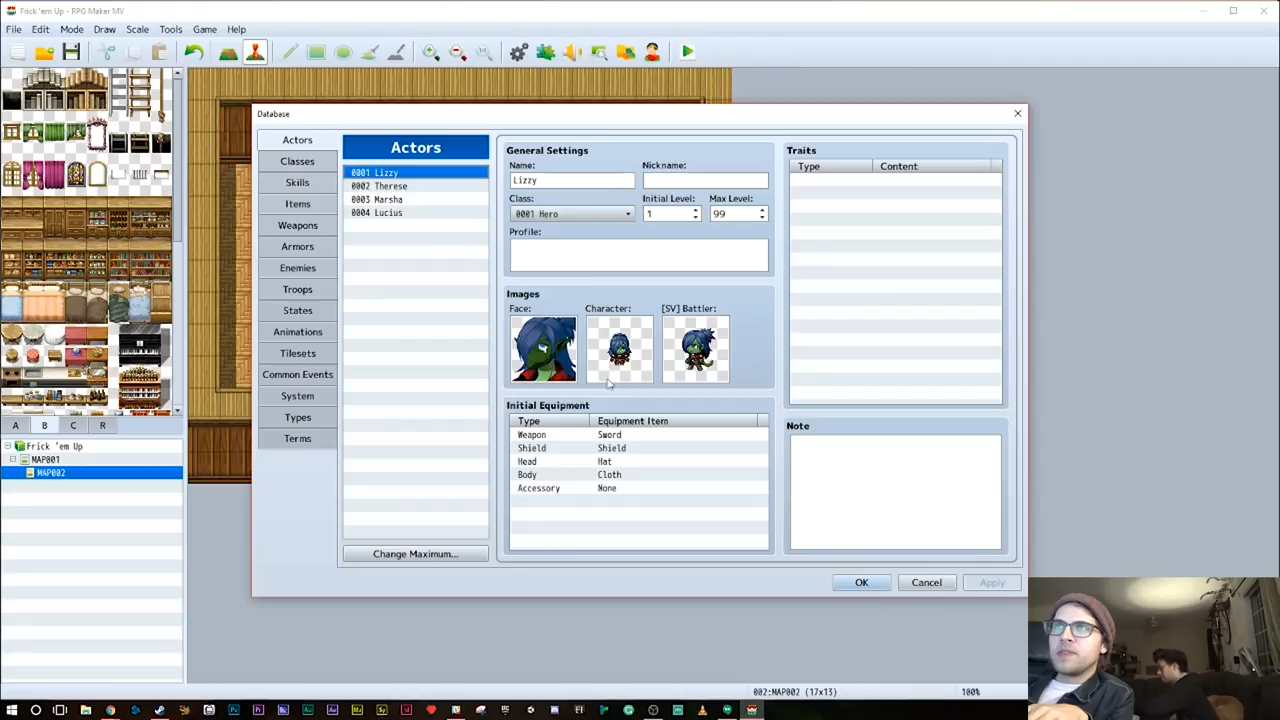 Frick 'em Up - RPG Maker MV
File Edit Mode Draw Scale Tools Game Help
Database
Actors
Classes
Skills
Items
Weapons
Armors
Enemies
Troops
States
Animations
Tilesets
Common Events
System
Types
Terms
Actors
0001 Lizzy
0002 Therese
0003 Marsha
0004 Lucius
Change Maximum...
General Settings
Name: Nickname:
Lizzy
Class: Initial Level: Max Level:
0001 Hero 1 99
Profile:
Images
Face: Character: [SV] Battler:
Initial Equipment
Type Equipment Item
Weapon Sword
Shield Shield
Head Hat
Body Cloth
Accessory None
Traits
Type Content
Note
OK Cancel Apply
A B C R
Frick 'em Up
MAP001
MAP002
002:MAP002 (17x13) 100%